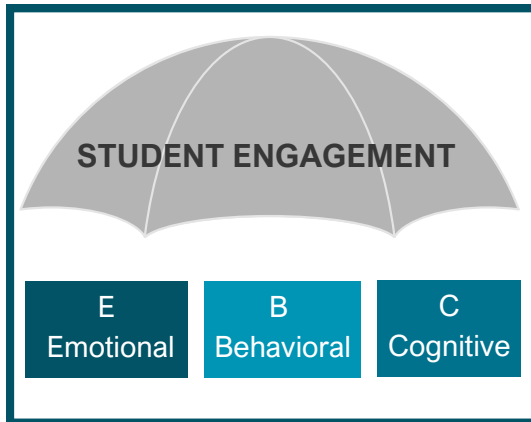 STUDENT ENGAGEMENT
E
Emotional
B
Behavioral
C
Cognitive